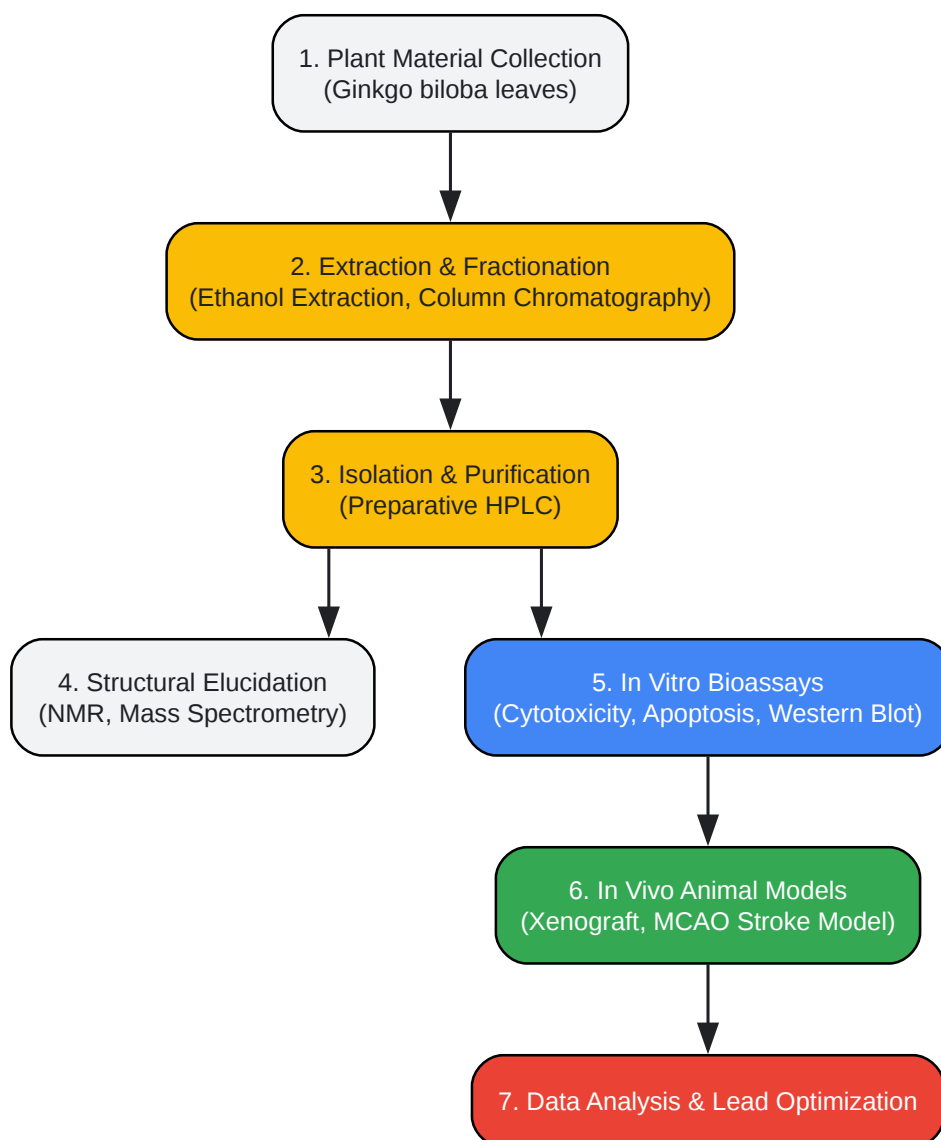 1. Plant Material Collection
(Ginkgo biloba leaves)
2. Extraction & Fractionation
(Ethanol Extraction, Column Chromatography)
3. Isolation & Purification
(Preparative HPLC)
4. Structural Elucidation
(NMR, Mass Spectrometry)
5. In Vitro Bioassays
(Cytotoxicity, Apoptosis, Western Blot)
6. In Vivo Animal Models
(Xenograft, MCAO Stroke Model)
7. Data Analysis & Lead Optimization